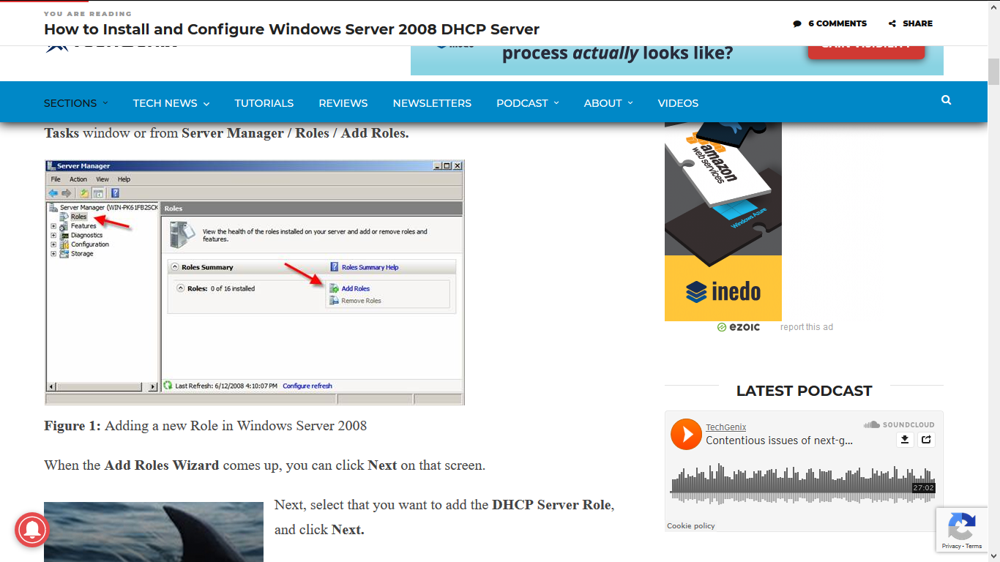 YOU ARE READING
How to Install and Configure Windows Server 2008 DHCP Server
6 COMMENTS
SHARE
process actually looks like?
SECTIONS
TECH NEWS
TUTORIALS
REVIEWS
NEWSLETTERS
PODCAST
ABOUT
VIDEOS
Tasks window or from Server Manager / Roles / Add Roles.
Server Manager
File Action View Help
Server Manager (WIN-PK61FB2SCK
Roles
Features
Diagnostics
Configuration
Storage
Roles
View the health of the roles installed on your server and add or remove roles and
features.
Roles Summary
Roles Summary Help
Roles: 0 of 16 installed
Add Roles
Remove Roles
Last Refresh: 6/12/2008 4:10:07 PM Configure refresh
Figure 1: Adding a new Role in Windows Server 2008
When the Add Roles Wizard comes up, you can click Next on that screen.
Next, select that you want to add the DHCP Server Role,
and click Next.
amazon
web services
Windows Azure
inedo
ezoic
report this ad
LATEST PODCAST
TechGenix
SOUNDCLOUD
Contentious issues of next-g...
27:02
Cookie policy
Privacy - Terms